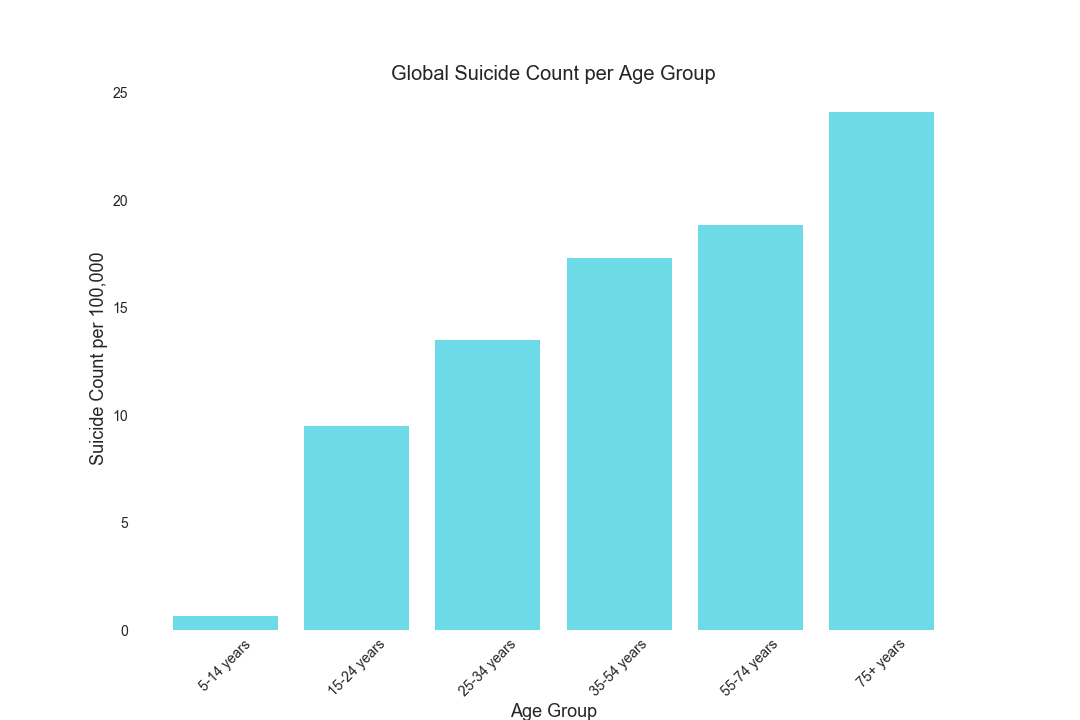 Global Suicide Count per Age Group
25
20
15
10
5
0
Suicide Count per 100,000
5-14 years
15-24 years
25-34 years
35-54 years
55-74 years
75+ years
Age Group